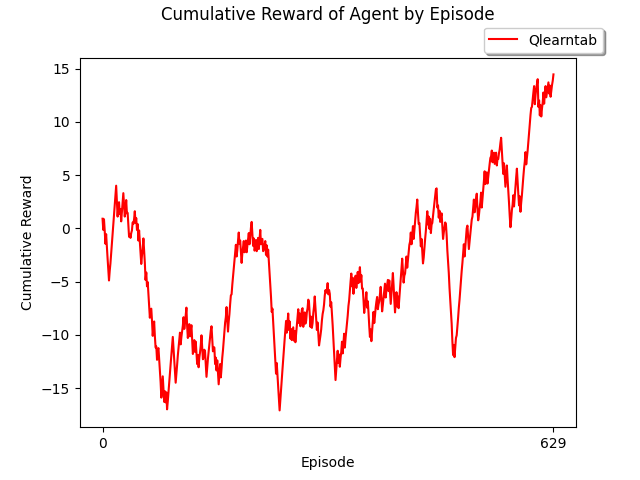 Cumulative Reward of Agent by Episode
Qlearntab
15
10
5
0
−5
−10
−15
Cumulative Reward
0
629
Episode